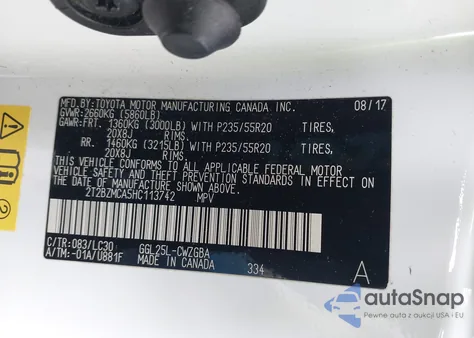 MFD.BY:TOYOTA MOTOR MANUFACTURING CANADA INC. 08/17
GVWR:2660KG (5860LB)
GAWR: FRT. 1360KG (3000LB) WITH P235/55R20 TIRES,
20X8J RIMS,
RR. 1460KG (3215LB) WITH P235/55R20 TIRES,
20X8J RIMS,
THIS VEHICLE CONFORMS TO ALL APPLICABLE FEDERAL MOTOR
VEHICLE SAFETY AND THEFT PREVENTION STANDARDS IN EFFECT
ON THE DATE OF MANUFACTURE SHOWN ABOVE.
2T2BZMCA5HC113742 MPV
C/TR:083/LC30 GGL25L-CWZGBA
A/TM:-01A/U881F MADE IN CANADA 334 A
autoSnap
Pewne auta z aukcji USA i EU